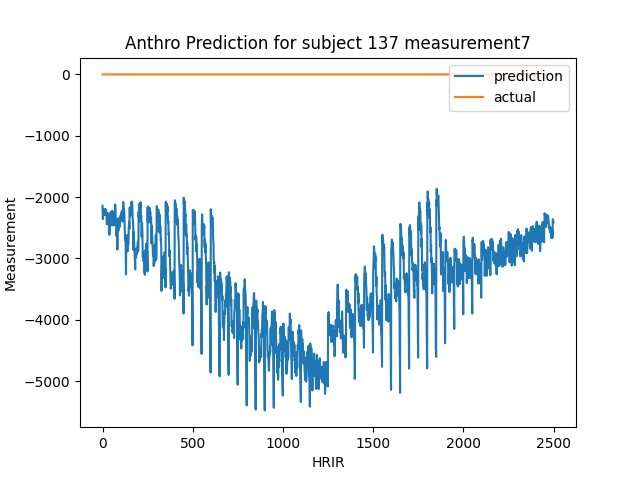 Anthro Prediction for subject 137 measurement7
prediction
actual
0
−1000
−2000
−3000
−4000
−5000
Measurement
0 500 1000 1500 2000 2500
HRIR